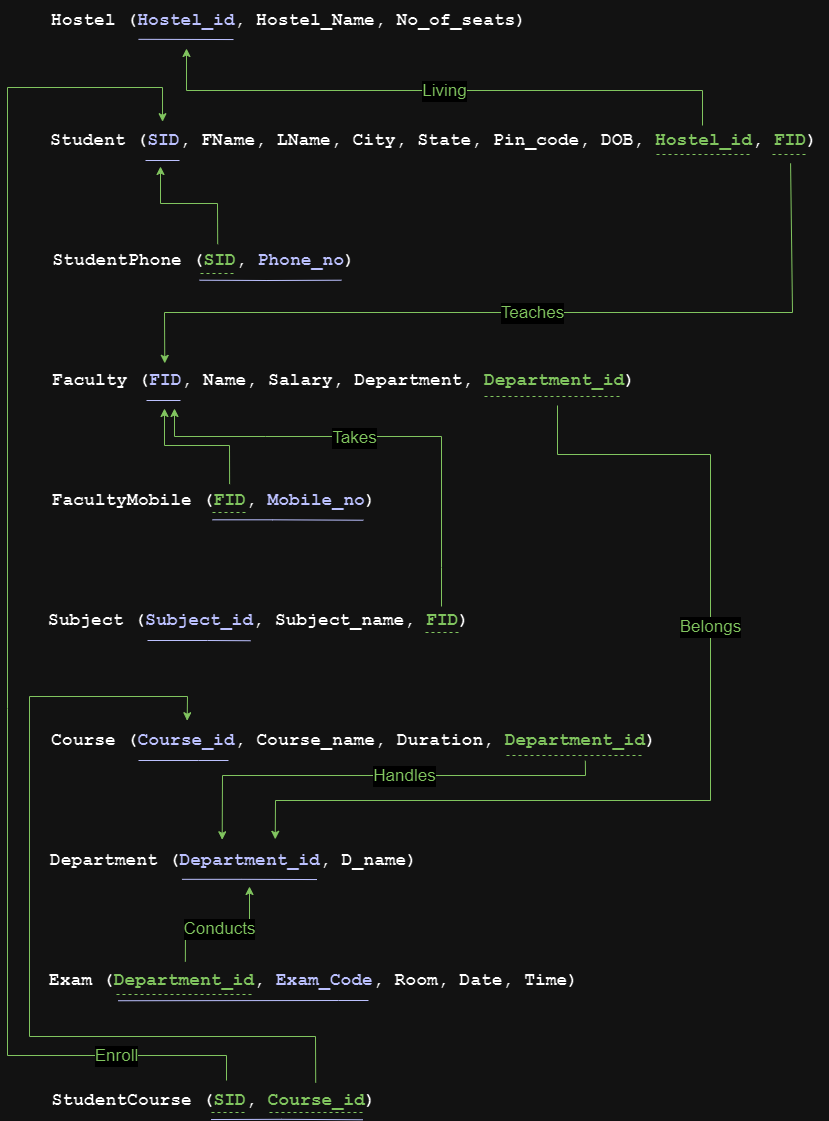 Hostel (Hostel_id, Hostel_Name, No_of_seats)
Living
Student (SID, FName, LName, City, State, Pin_code, DOB, Hostel_id, FID)
StudentPhone (SID, Phone_no)
Teaches
Faculty (FID, Name, Salary, Department, Department_id)
Takes
FacultyMobile (FID, Mobile_no)
Subject (Subject_id, Subject_name, FID)
Belongs
Course (Course_id, Course_name, Duration, Department_id)
Handles
Department (Department_id, D_name)
Conducts
Exam (Department_id, Exam_Code, Room, Date, Time)
Enroll
StudentCourse (SID, Course_id)